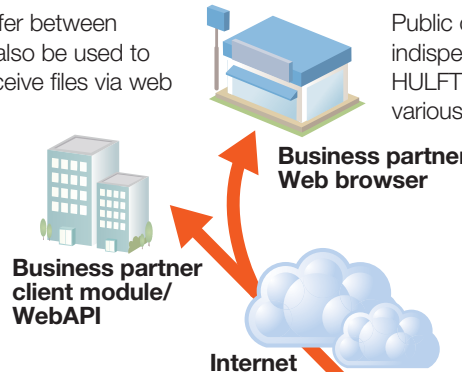 fer between
also be used to
ceive files via web
Public
indispe
HULFT
various
Business partner
Web browser
Business partner
client module/
WebAPI
Internet